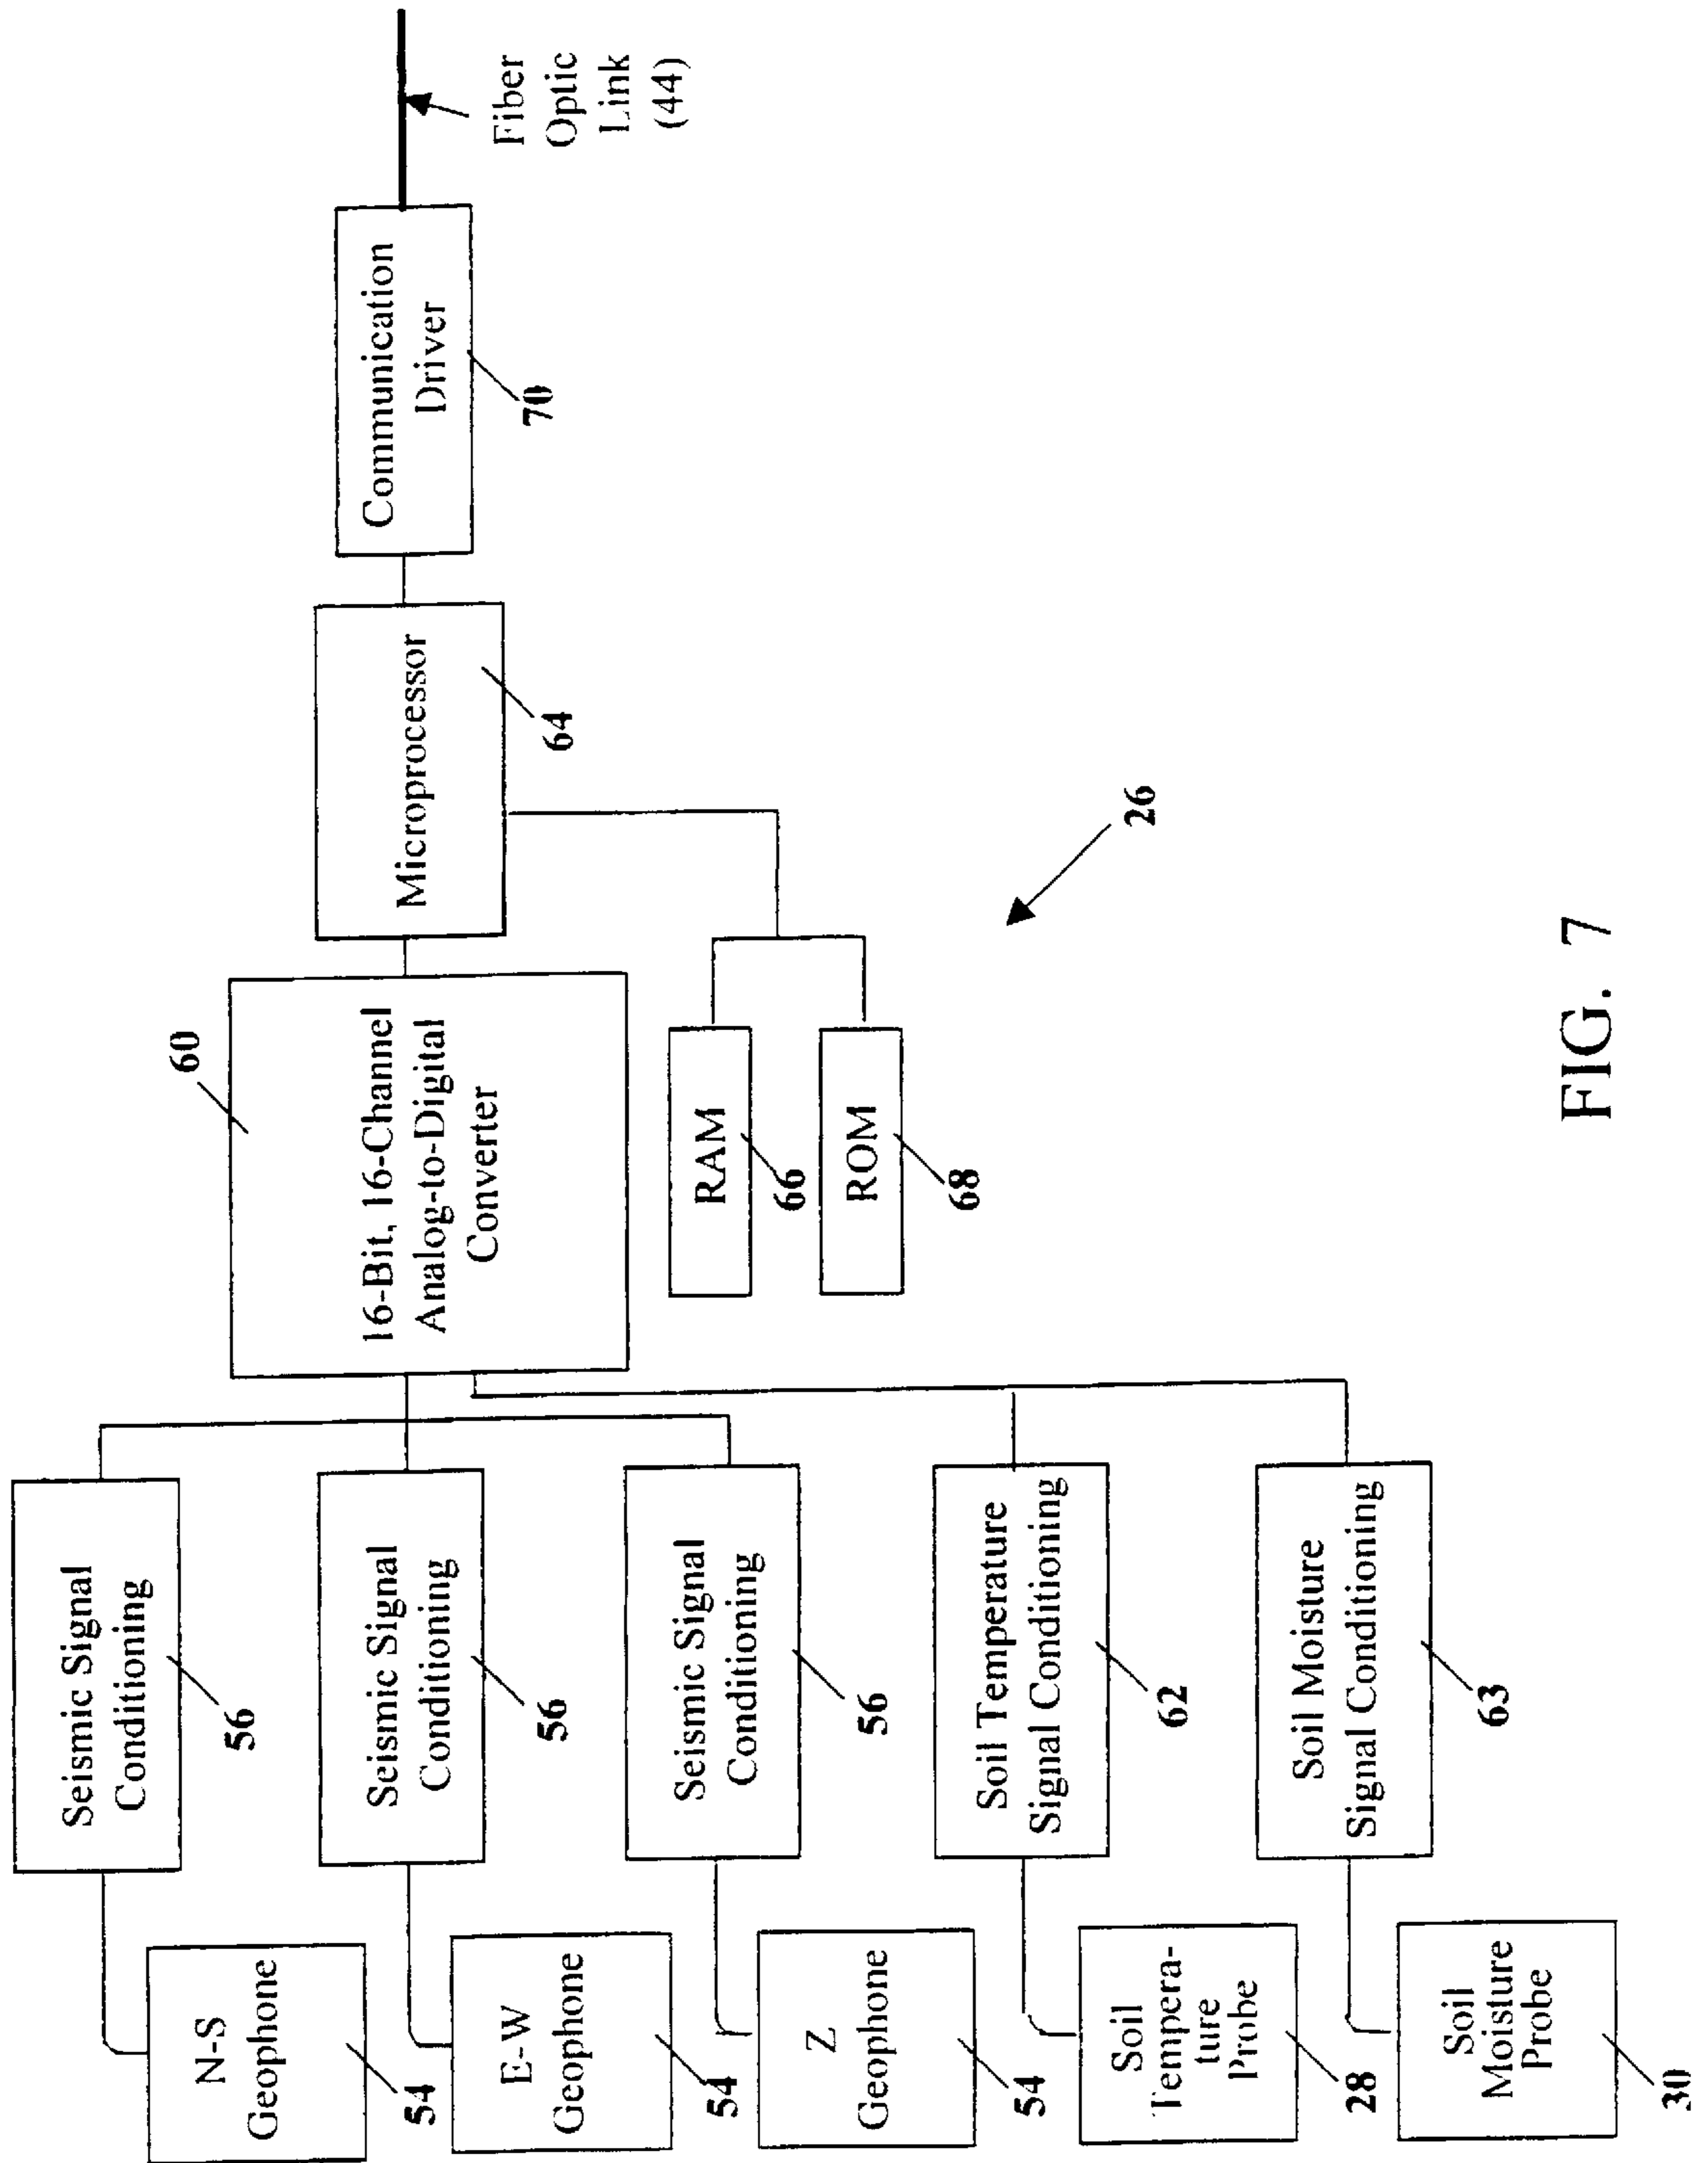 N-S
Geophone
54
Seismic Signal
Conditioning
56
E-W
Geophone
54
Seismic Signal
Conditioning
56
Z
Geophone
54
Seismic Signal
Conditioning
56
Soil
Tempera-
ture
Probe
28
Soil Temperature
Signal Conditioning
62
Soil
Moisture
Probe
30
Soil Moisture
Signal Conditioning
63
60
16-Bit, 16-Channel
Analog-to-Digital
Converter
RAM
66
ROM
68
Microprocessor
64
Communication
Driver
70
Fiber
Optic
Link
(44)
26
FIG. 7